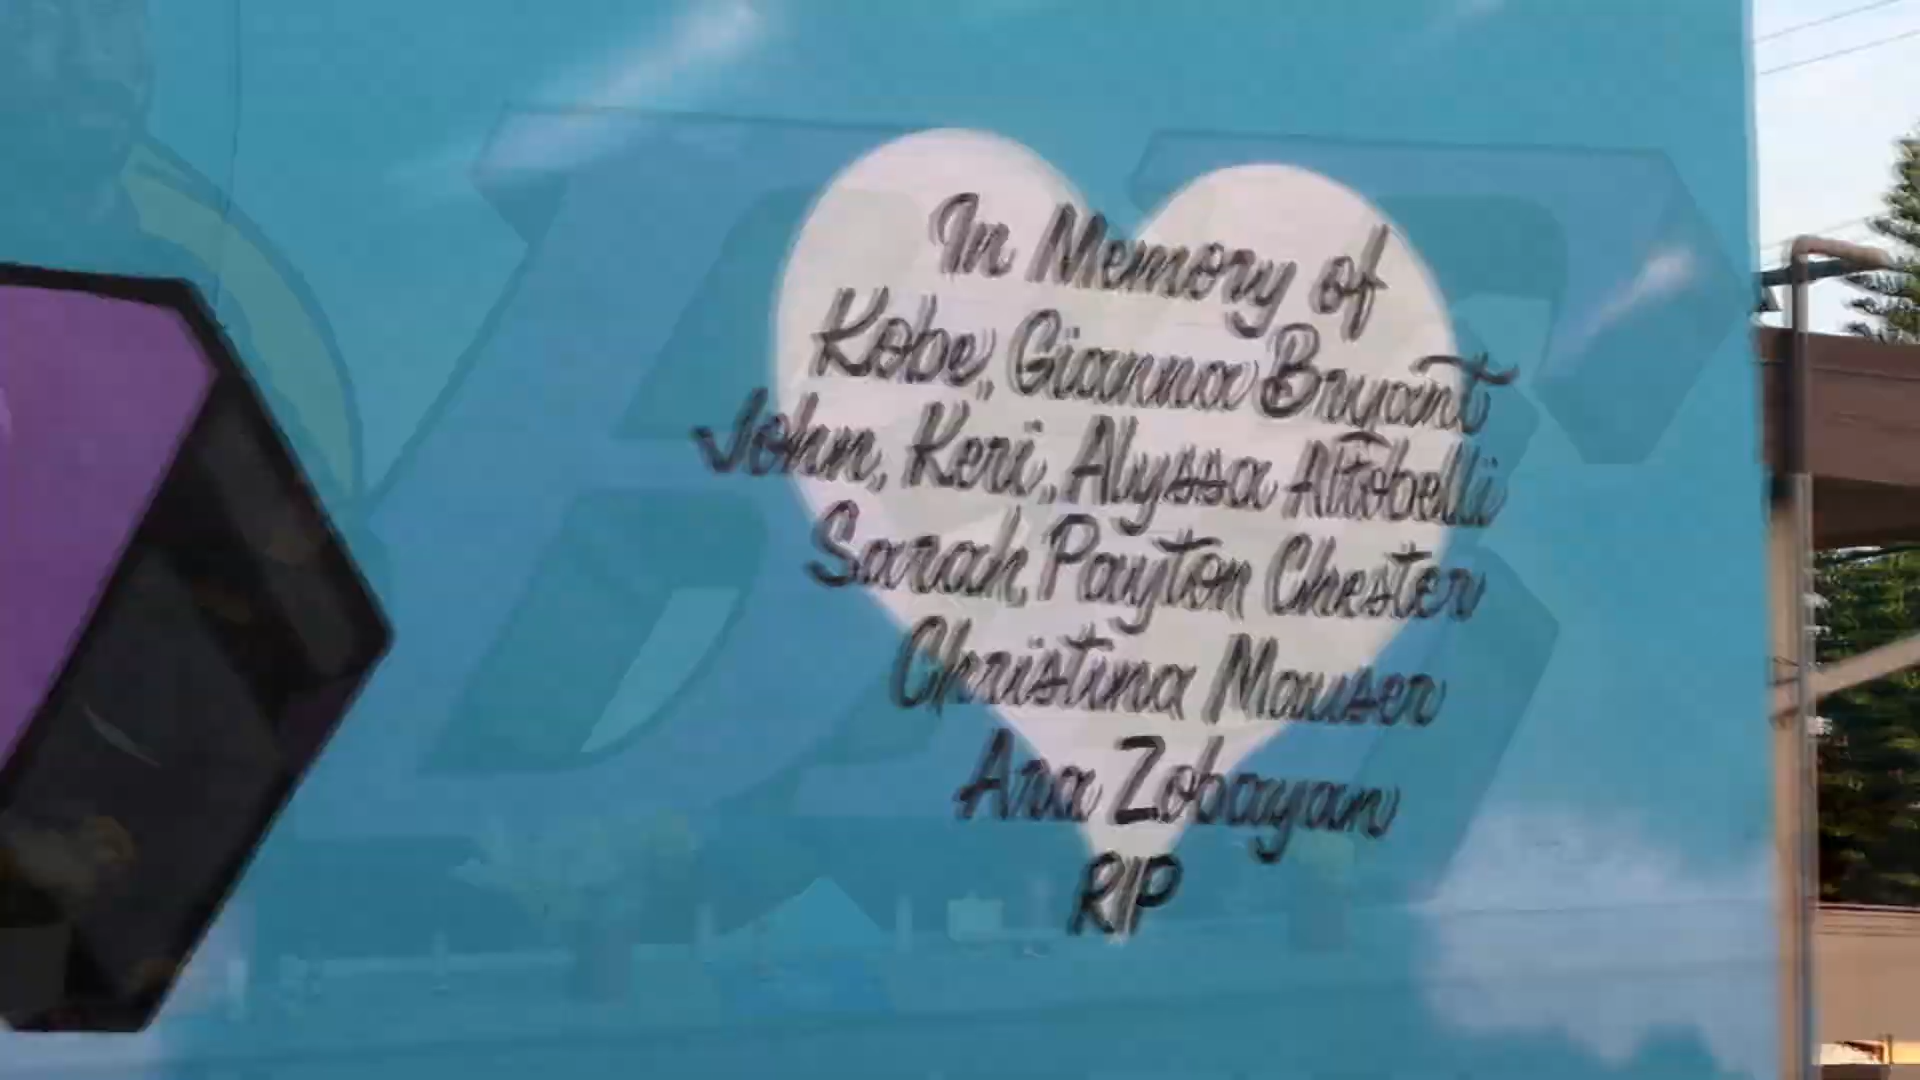 In Memory of
Kobe, Gianna Bryant
John, Keri, Alyssa Altobelli
Sarah, Payton Chester
Christina Mauser
Ara Zobayan
RIP